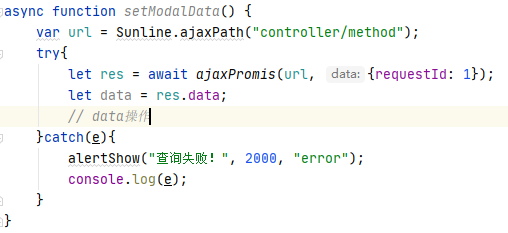 async function setModalData() {
    var url = Sunline.ajaxPath("controller/method");
    try{
        let res = await ajaxPromis(url, data: {requestId: 1});
        let data = res.data;
        // data操作
    }catch(e){
        alertShow("查询失败！", 2000, "error");
        console.log(e);
    }
}